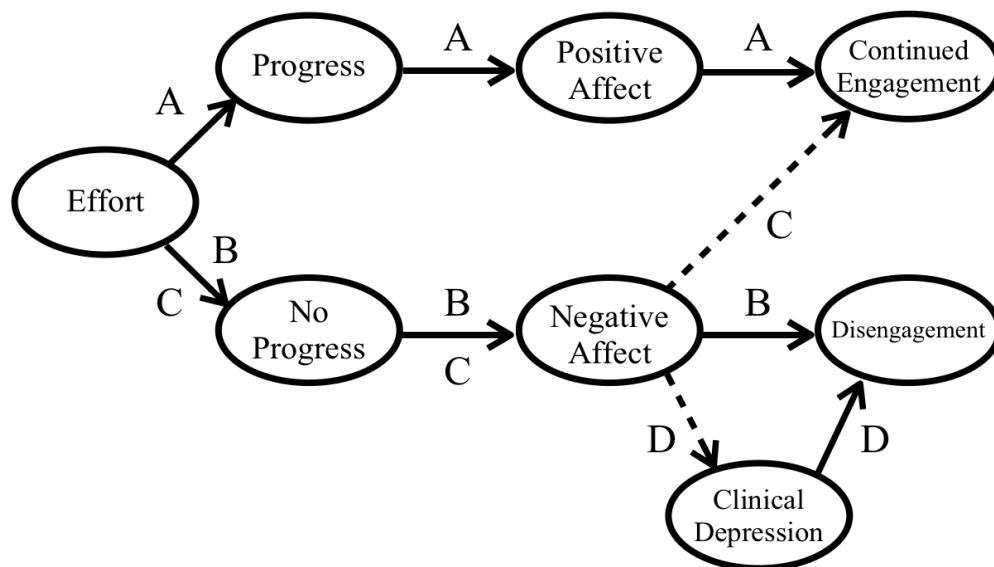 A
Progress
A
Positive
Affect
A
Continued
Engagement
Effort
B
C
No
Progress
B
C
Negative
Affect
C
B
Disengagement
D
Clinical
Depression
D